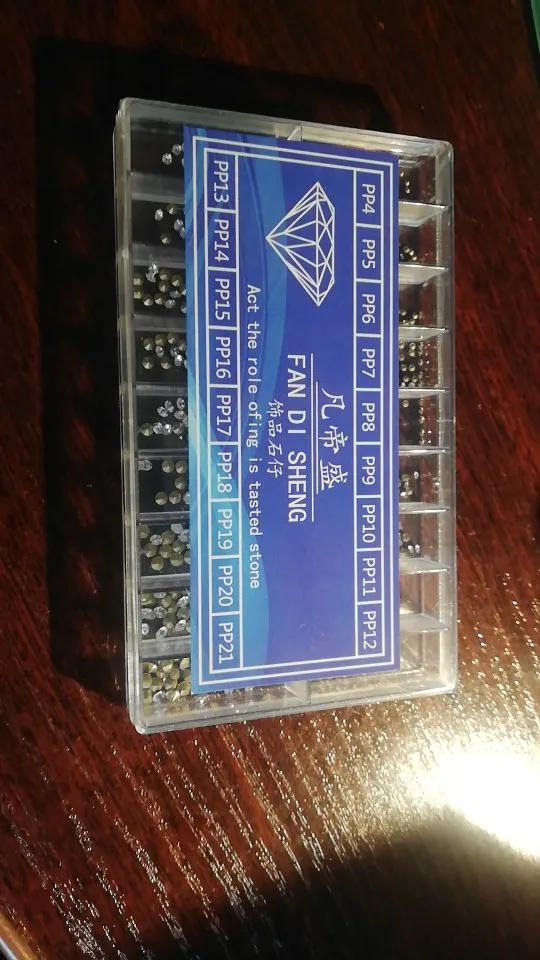 PP4 PP5 PP6 PP7 PP8 PP9 PP10 PP11 PP12
凡帝盛
FAN DI SHENG
饰品石仔
Act the role ofing is tasted stone
PP13 PP14 PP15 PP16 PP17 PP18 PP19 PP20 PP21